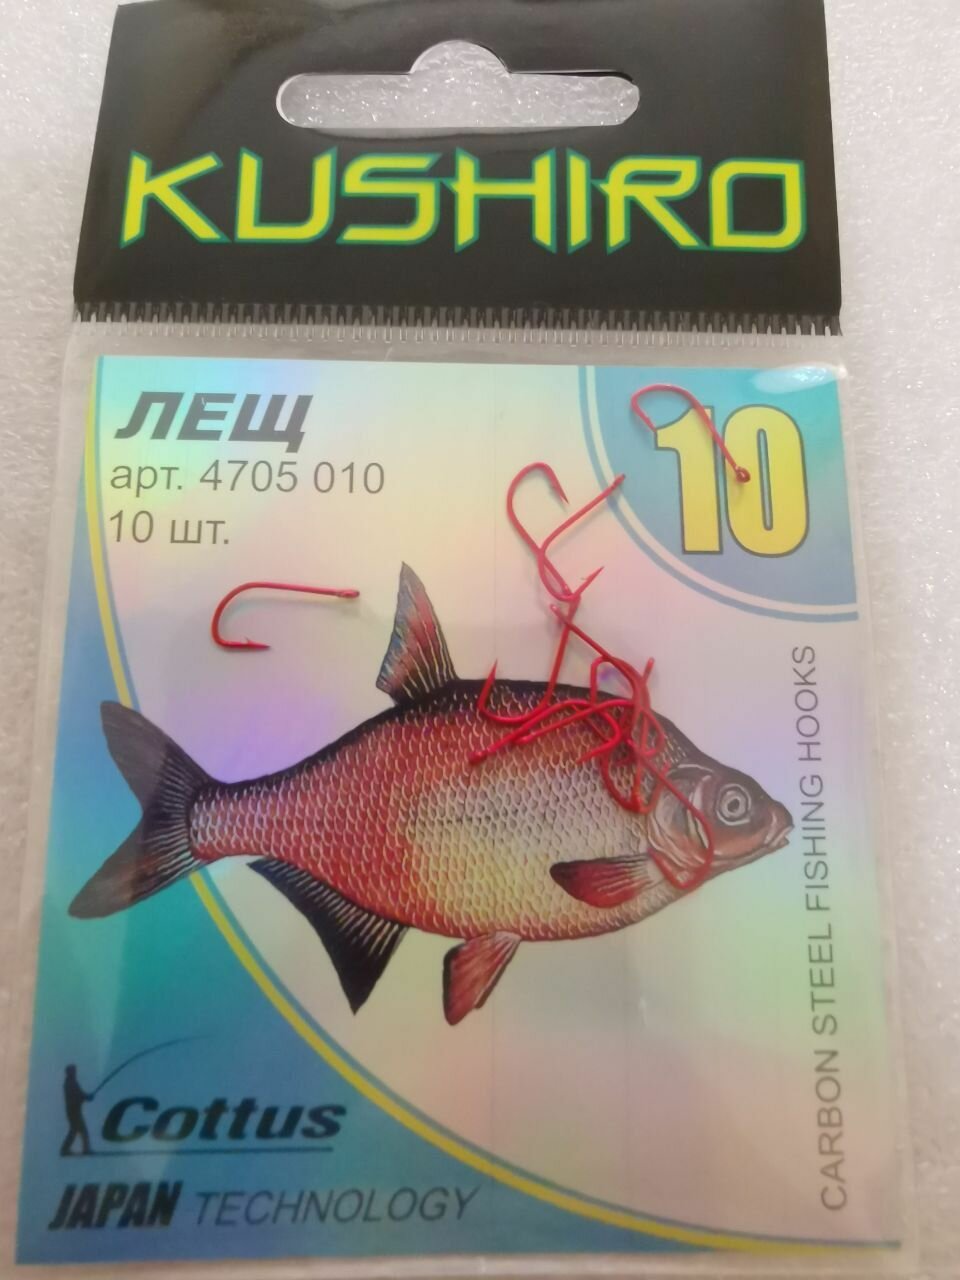 KUSHIRO
ЛЕЩ
арт. 4705 010
10 шт.
10
CARBON STEEL FISHING HOOKS
Cottus
JAPAN TECHNOLOGY